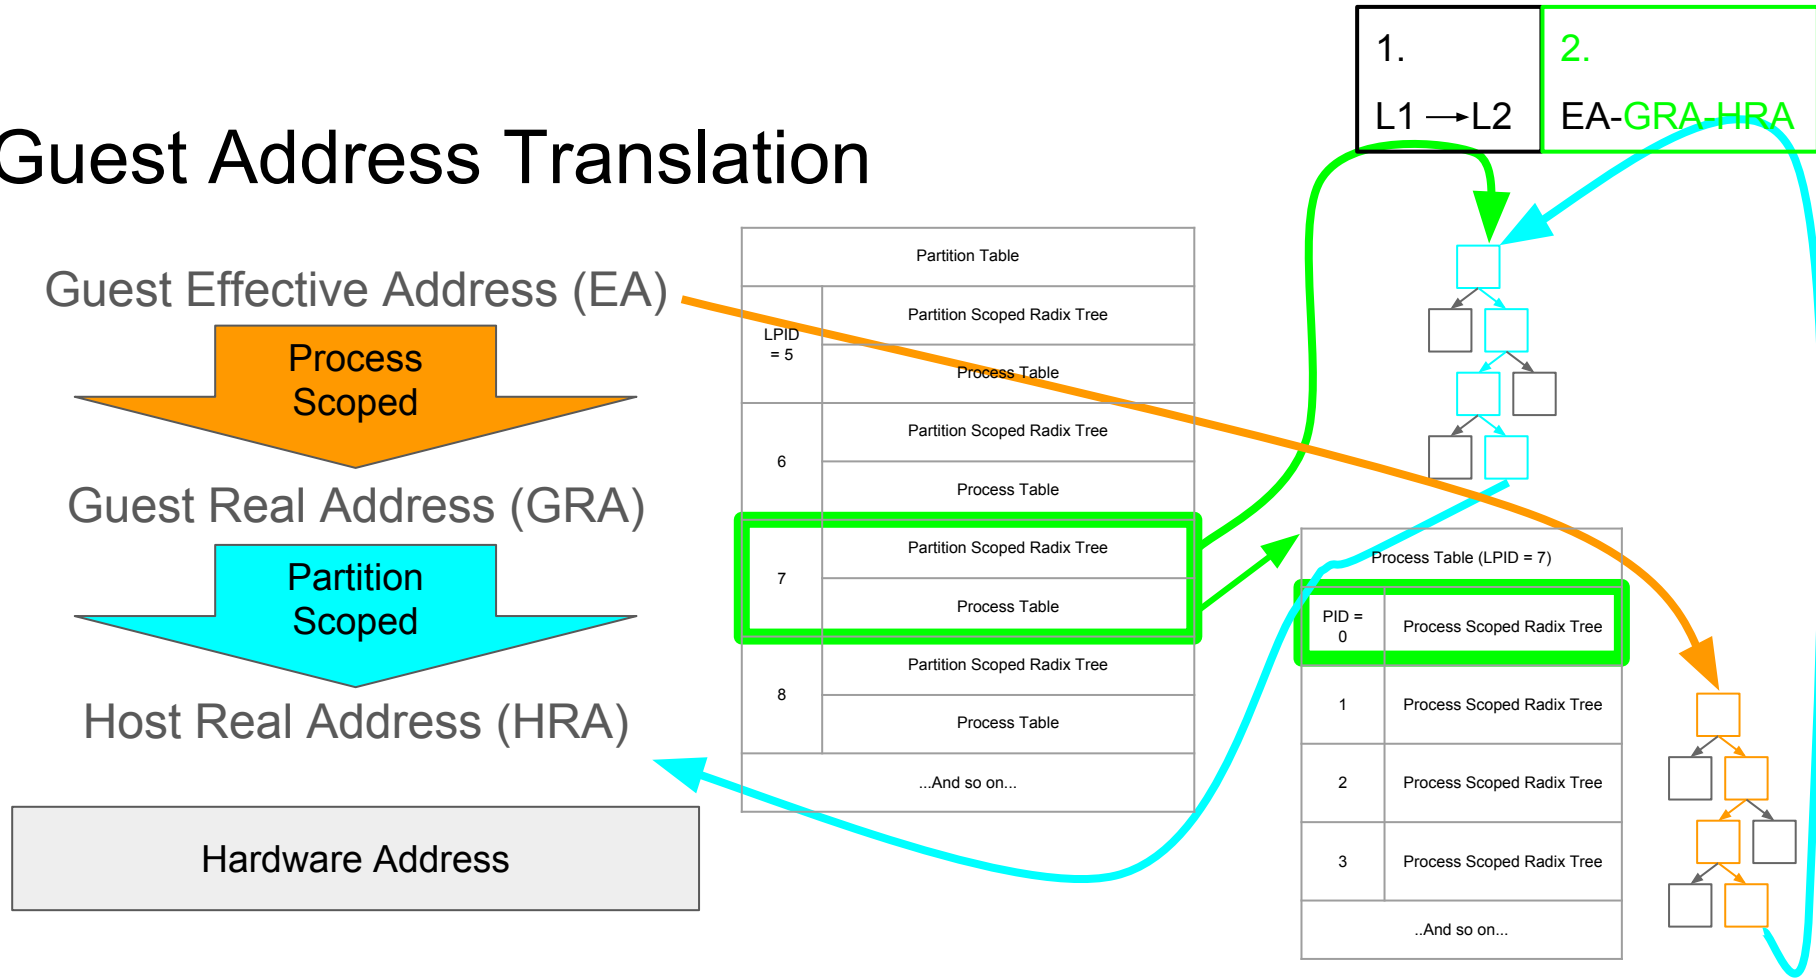 1.
L1 → L2
2.
EA-GRA-HRA
Guest Address Translation
Guest Effective Address (EA)
Process
Scoped
Guest Real Address (GRA)
Partition
Scoped
Host Real Address (HRA)
Hardware Address
Partition Table
LPID
= 5
Partition Scoped Radix Tree
Process Table
6
Partition Scoped Radix Tree
Process Table
7
Partition Scoped Radix Tree
Process Table
8
Partition Scoped Radix Tree
Process Table
...And so on...
Process Table (LPID = 7)
PID =
0
Process Scoped Radix Tree
1
Process Scoped Radix Tree
2
Process Scoped Radix Tree
3
Process Scoped Radix Tree
..And so on...